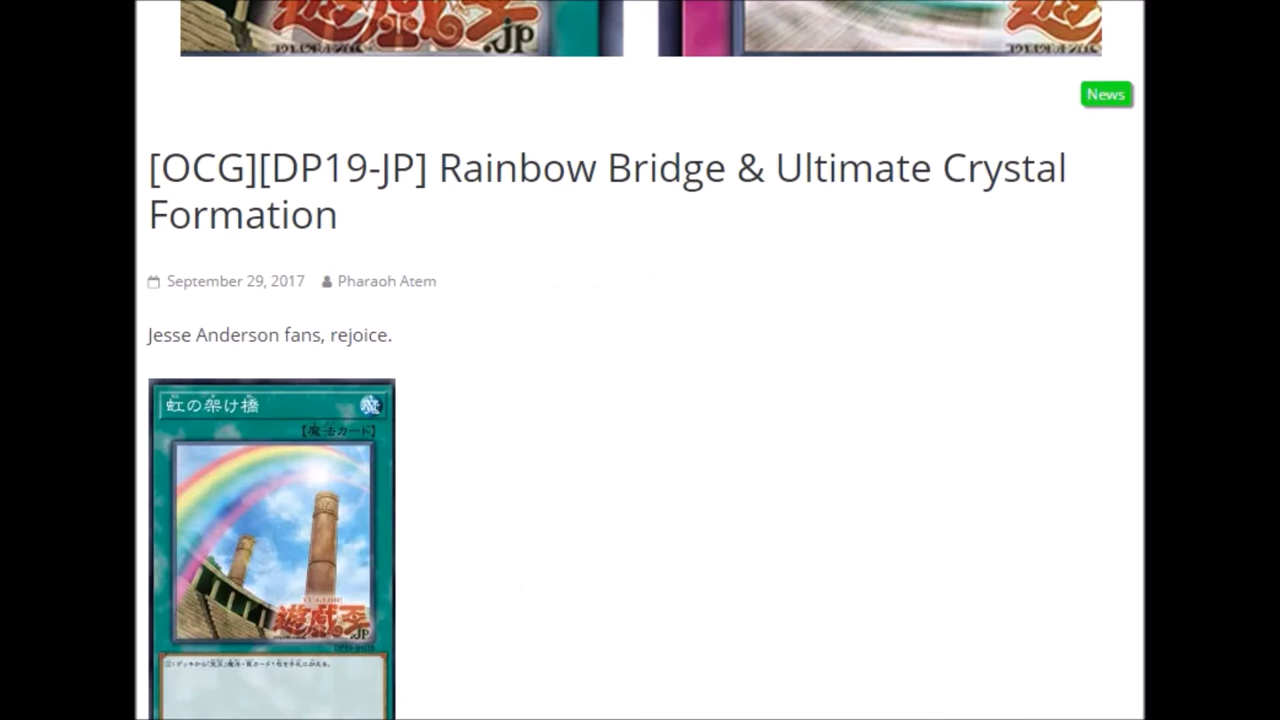 .jp
News
[OCG][DP19-JP] Rainbow Bridge & Ultimate Crystal
Formation
September 29, 2017 Pharaoh Atem
Jesse Anderson fans, rejoice.
虹の架け橋
【魔法カード】
遊戯王
.jp